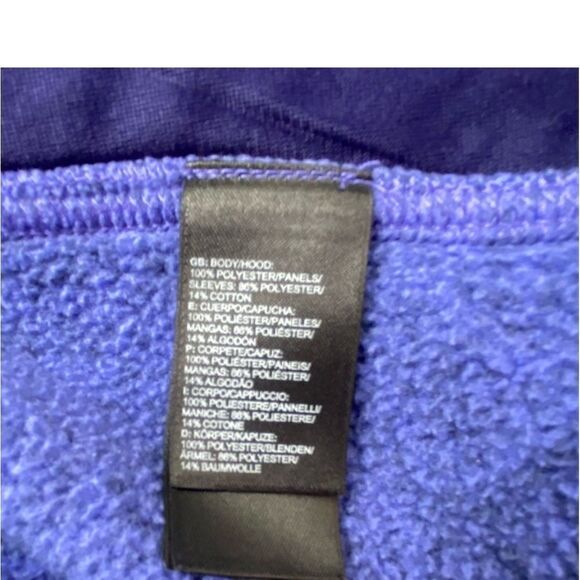 GB: BODY/HOOD:
100% POLYESTER/PANELS/
SLEEVES: 86% POLYESTER/
14% COTTON
E: CUERPO/CAPUCHA:
100% POLIÉSTER/PANELES/
MANGAS: 86% POLIÉSTER/
14% ALGODÓN
P: CORPETE/CAPUZ:
100% POLIÉSTER/PAINEIS/
MANGAS: 86% POLIÉSTER/
14% ALGODÃO
I: CORPO/CAPPUCCIO:
100% POLIESTERE/PANNELLI/
MANICHE: 86% POLIESTERE/
14% COTONE
D: KÖRPER/KAPUZE:
100% POLYESTER/BLENDEN/
ÄRMEL: 86% POLYESTER/
14% BAUMWOLLE